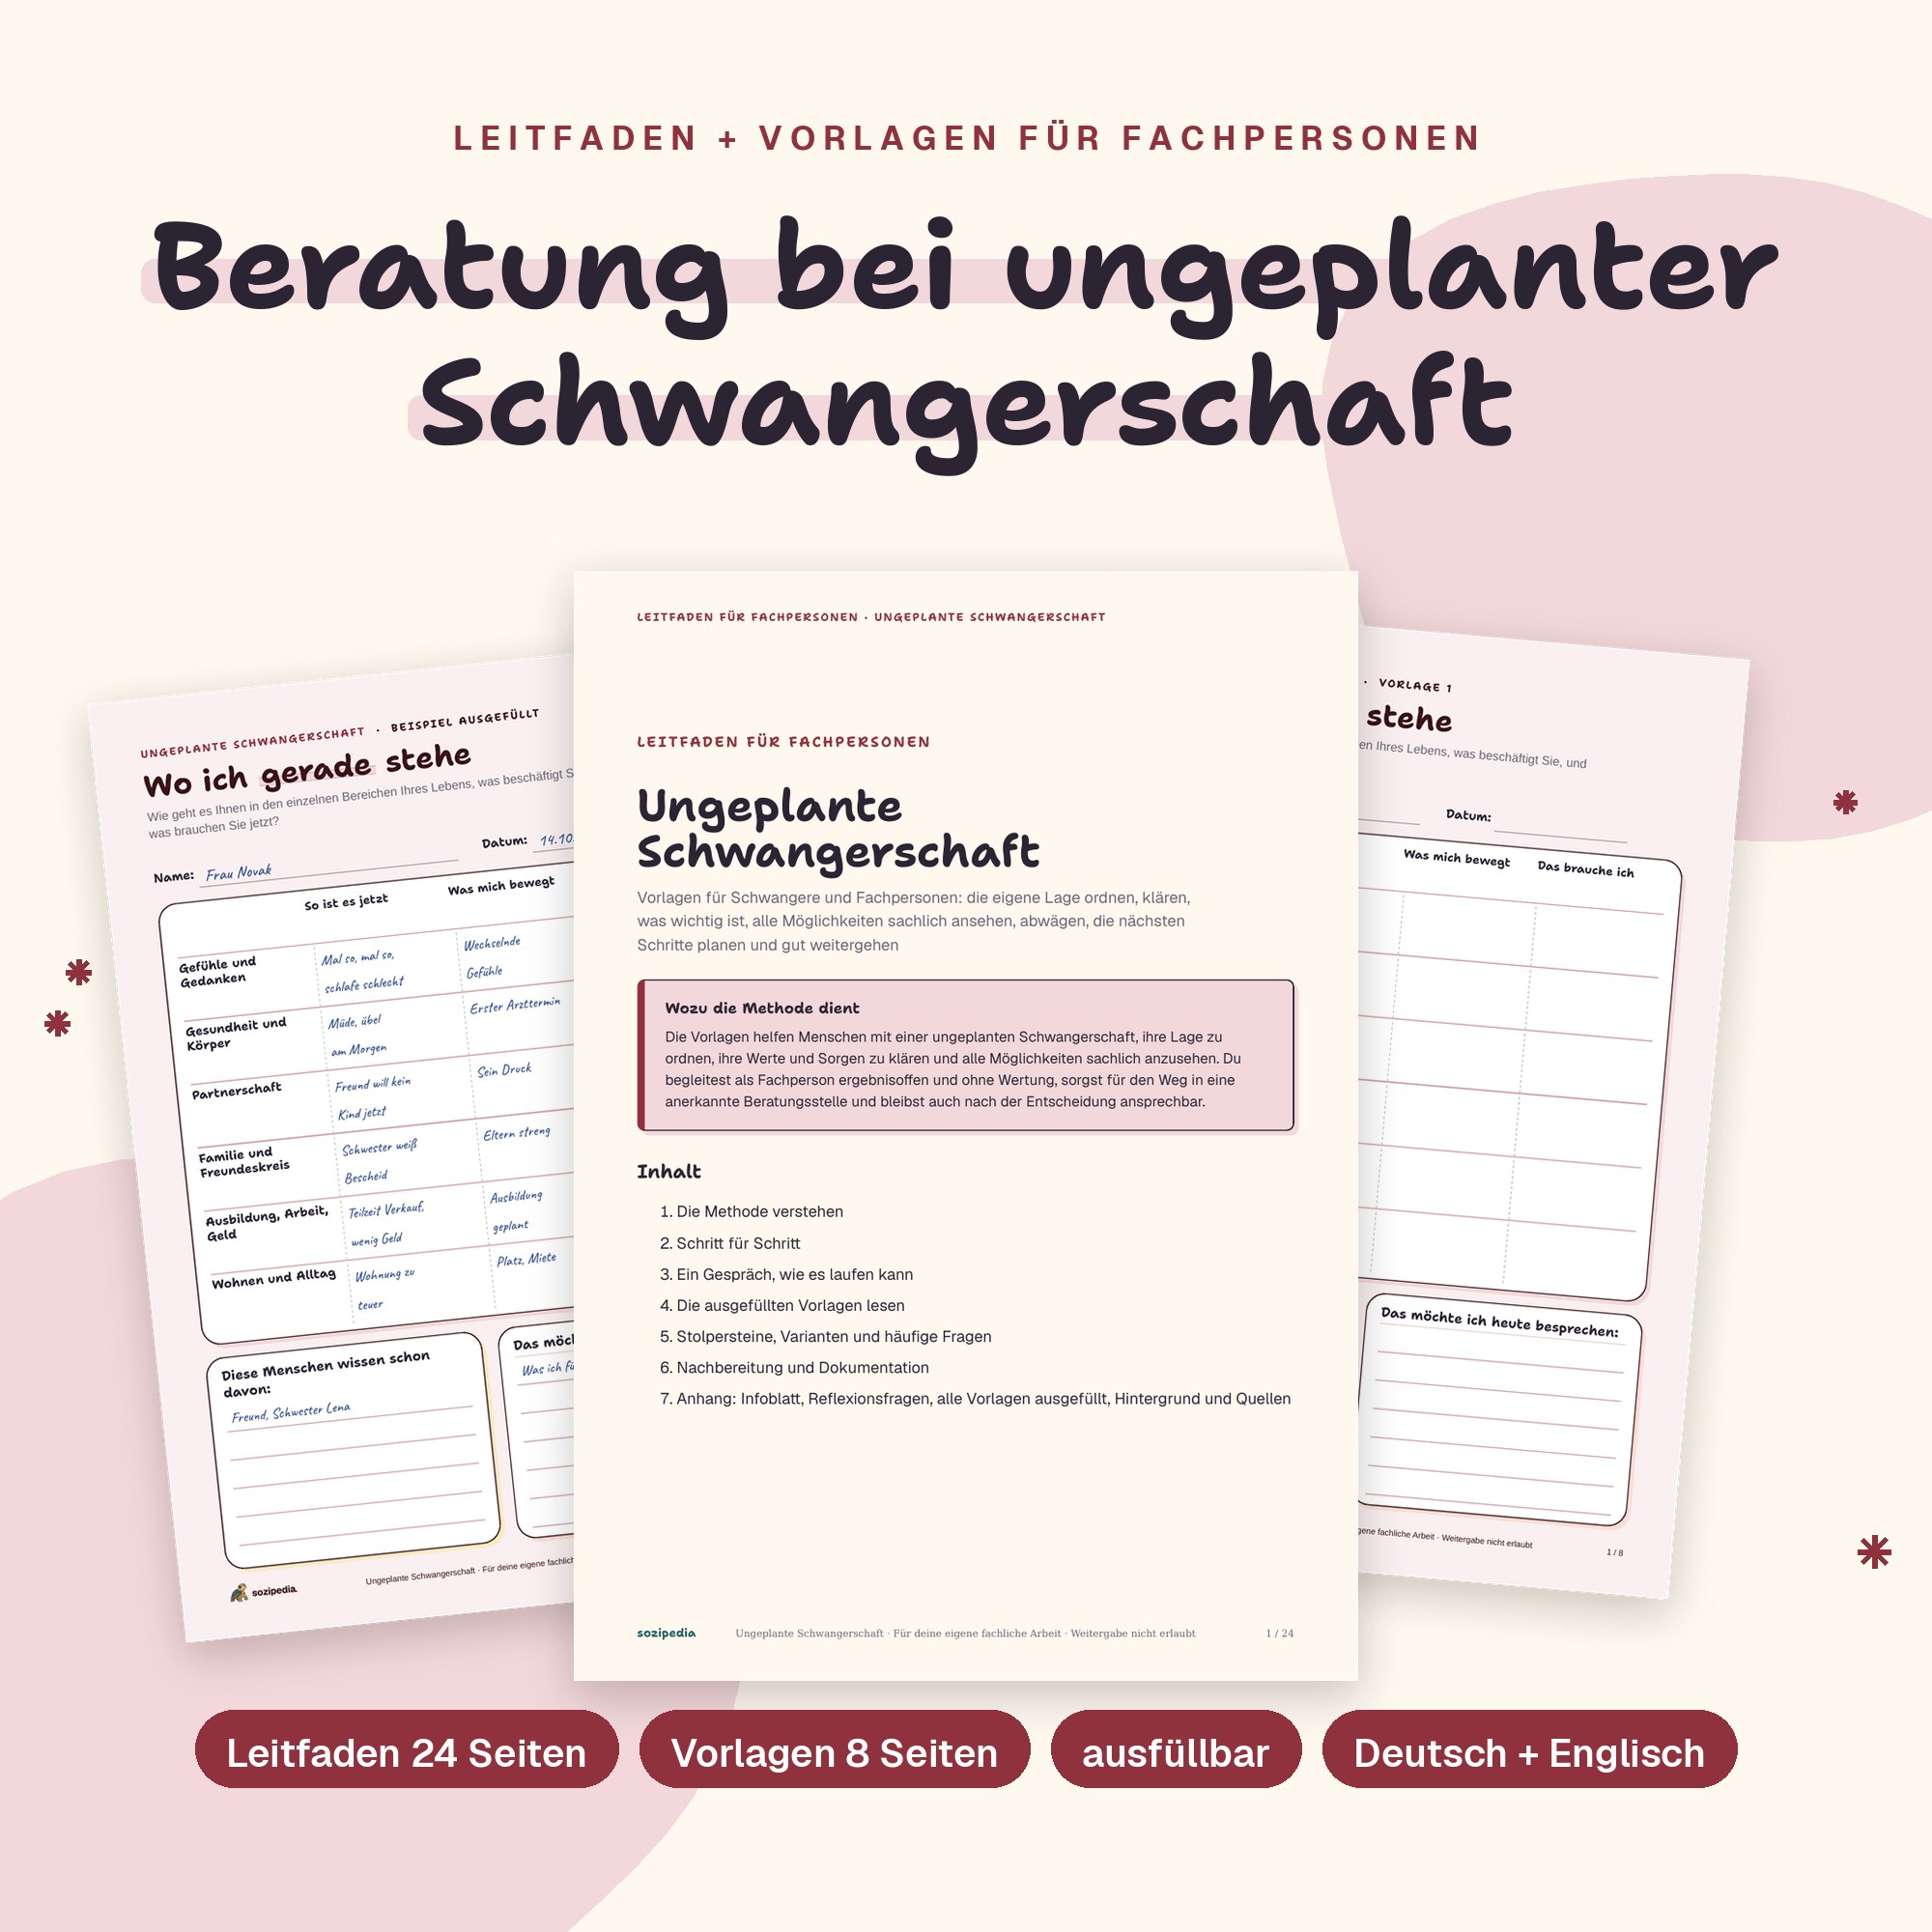 LEITFADEN + VORLAGEN FÜR FACHPERSONEN
Beratung bei ungeplanter
Schwangerschaft
UNGEPLANTE SCHWANGERSCHAFT · BEISPIEL AUSGEFÜLLT
Wo ich gerade stehe
Wie geht es Ihnen in den einzelnen Bereichen Ihres Lebens, was beschäftigt
was brauchen Sie jetzt?
Name: Frau Novak
Datum: 14.10.
So ist es jetzt
Was mich bewegt
Gefühle und
Gedanken
Mal so, mal so,
schlafe schlecht
Wechselnde
Gefühle
Gesundheit und
Körper
Müde, übel
am Morgen
Erster Arzttermin
Partnerschaft
Freund will kein
Kind jetzt
Sein Druck
Familie und
Freundeskreis
Schwester weiß
Bescheid
Eltern streng
Ausbildung, Arbeit,
Geld
Teilzeit Verkauf,
wenig Geld
Ausbildung
geplant
Wohnen und Alltag
Wohnung zu
teuer
Platz, Miete
Diese Menschen wissen schon
davon:
Freund, Schwester Lena
Das
Was ich
sozipedia.
Ungeplante Schwangerschaft · Für deine eigene
LEITFADEN FÜR FACHPERSONEN · UNGEPLANTE SCHWANGERSCHAFT
LEITFADEN FÜR FACHPERSONEN
Ungeplante
Schwangerschaft
Vorlagen für Schwangere und Fachpersonen: die eigene Lage ordnen, klären,
was wichtig ist, alle Möglichkeiten sachlich ansehen, abwägen, die nächsten
Schritte planen und gut weitergehen
Wozu die Methode dient
Die Vorlagen helfen Menschen mit einer ungeplanten Schwangerschaft, ihre Lage zu
ordnen, ihre Werte und Sorgen zu klären und alle Möglichkeiten sachlich anzusehen. Du
begleitest als Fachperson ergebnisoffen und ohne Wertung, sorgst für den Weg in eine
anerkannte Beratungsstelle und bleibst auch nach der Entscheidung ansprechbar.
Inhalt
1. Die Methode verstehen
2. Schritt für Schritt
3. Ein Gespräch, wie es laufen kann
4. Die ausgefüllten Vorlagen lesen
5. Stolpersteine, Varianten und häufige Fragen
6. Nachbereitung und Dokumentation
7. Anhang: Infoblatt, Reflexionsfragen, alle Vorlagen ausgefüllt, Hintergrund und Quellen
sozipedia
Ungeplante Schwangerschaft · Für deine eigene fachliche Arbeit · Weitergabe nicht erlaubt
1 / 24
· VORLAGE 1
stehe
Ihres Lebens, was beschäftigt Sie, und
Datum:
Was mich bewegt
Das brauche ich
Das möchte ich heute besprechen:
fachliche Arbeit · Weitergabe nicht erlaubt
1 / 8
Leitfaden 24 Seiten
Vorlagen 8 Seiten
ausfüllbar
Deutsch + Englisch